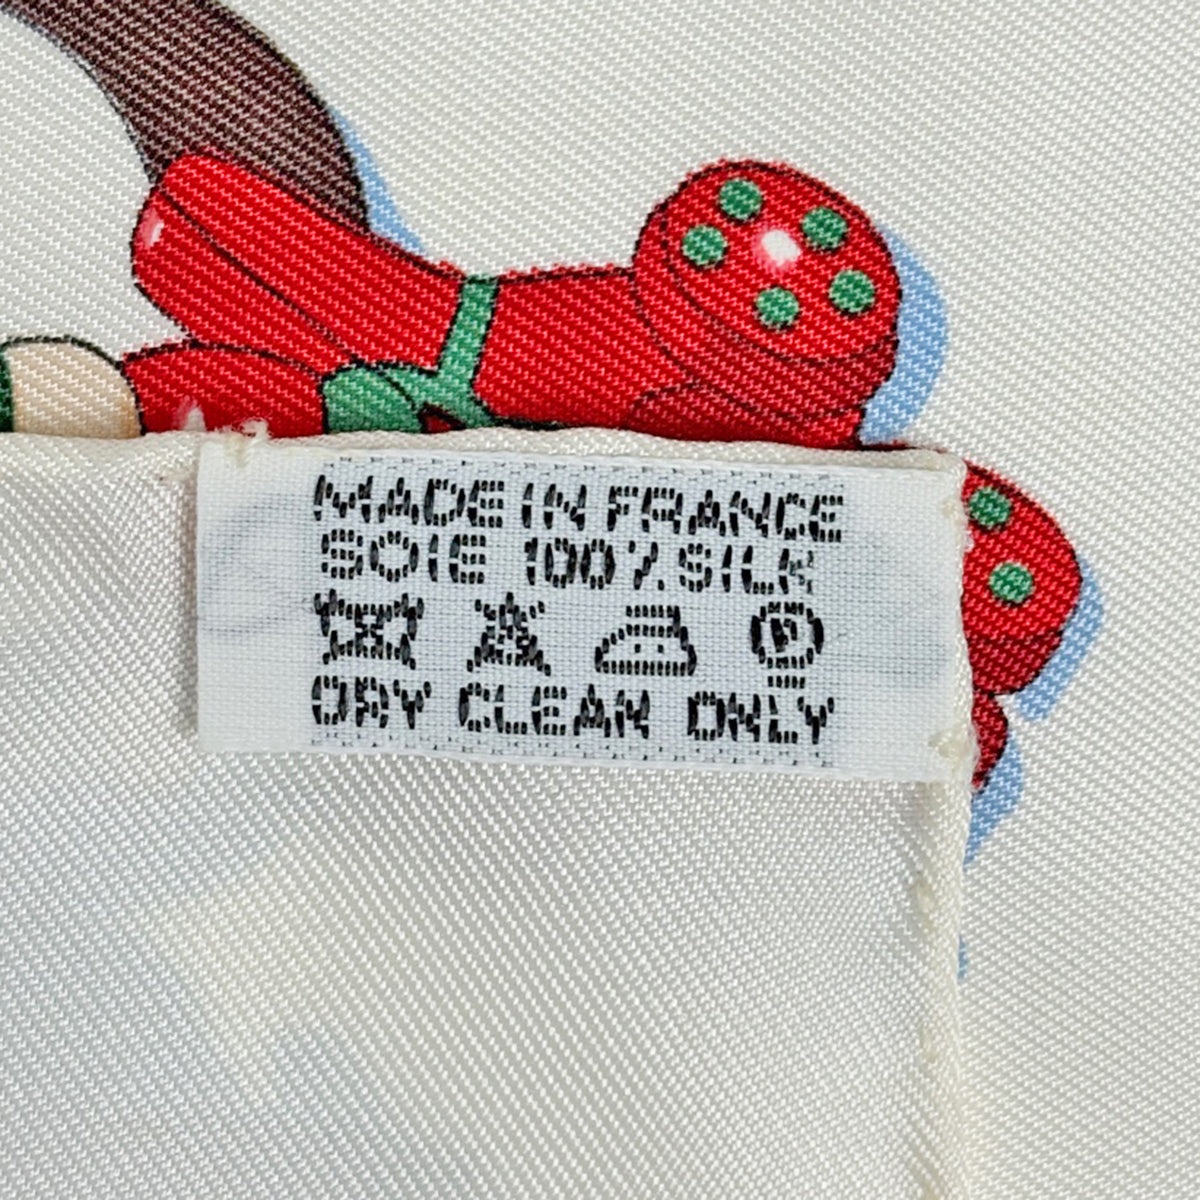 MADE IN FRANCE
SOIE 100% SILK
P
DRY CLEAN ONLY